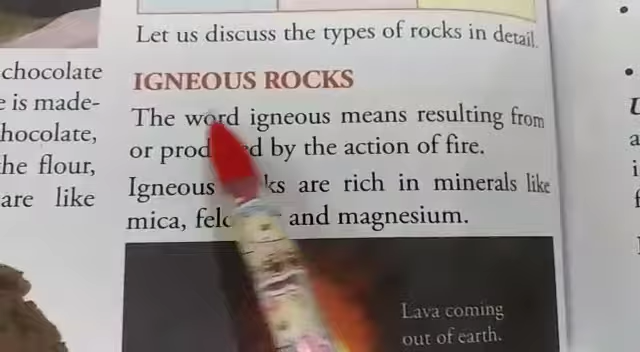 Let us discuss the types of rocks in detail.
chocolate
IGNEOUS ROCKS
is made-
The word igneous means resulting from
hocolate,
or prod d by the action of fire.
he flour,
Igneous ks are rich in minerals like
are like
mica, fel and magnesium.
Lava coming
out of earth.